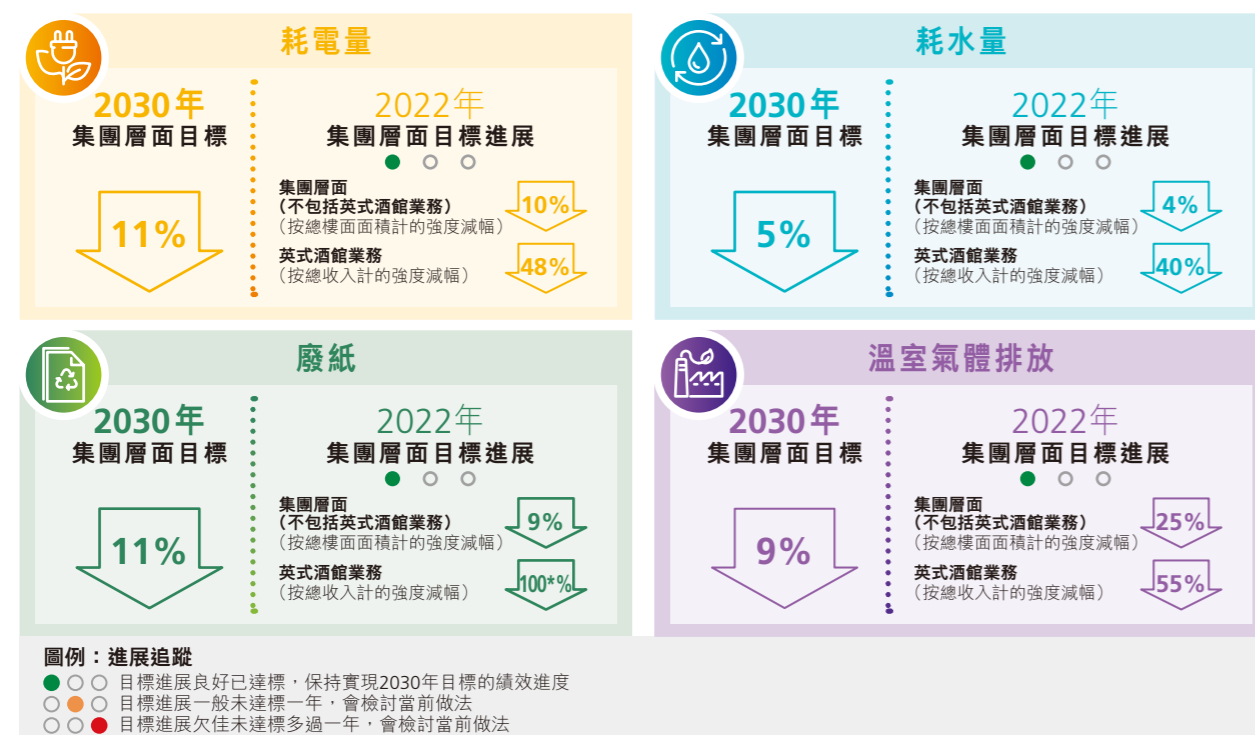 耗電量
2030年
集團層面目標
11%
2022年
集團層面目標進展
集團層面
（不包括英式酒館業務）
（按總樓面面積計的強度減幅）
10%
英式酒館業務
（按總收入計的強度減幅）
48%
耗水量
2030年
集團層面目標
5%
2022年
集團層面目標進展
集團層面
（不包括英式酒館業務）
（按總樓面面積計的強度減幅）
4%
英式酒館業務
（按總收入計的強度減幅）
40%
廢紙
2030年
集團層面目標
11%
2022年
集團層面目標進展
集團層面
（不包括英式酒館業務）
（按總樓面面積計的強度減幅）
9%
英式酒館業務
（按總收入計的強度減幅）
100*%
溫室氣體排放
2030年
集團層面目標
9%
2022年
集團層面目標進展
集團層面
（不包括英式酒館業務）
（按總樓面面積計的強度減幅）
25%
英式酒館業務
（按總收入計的強度減幅）
55%
圖例：進展追蹤
目標進展良好已達標，保持實現2030年目標的績效進度
目標進展一般未達標一年，會檢討當前做法
目標進展欠佳未達標多過一年，會檢討當前做法